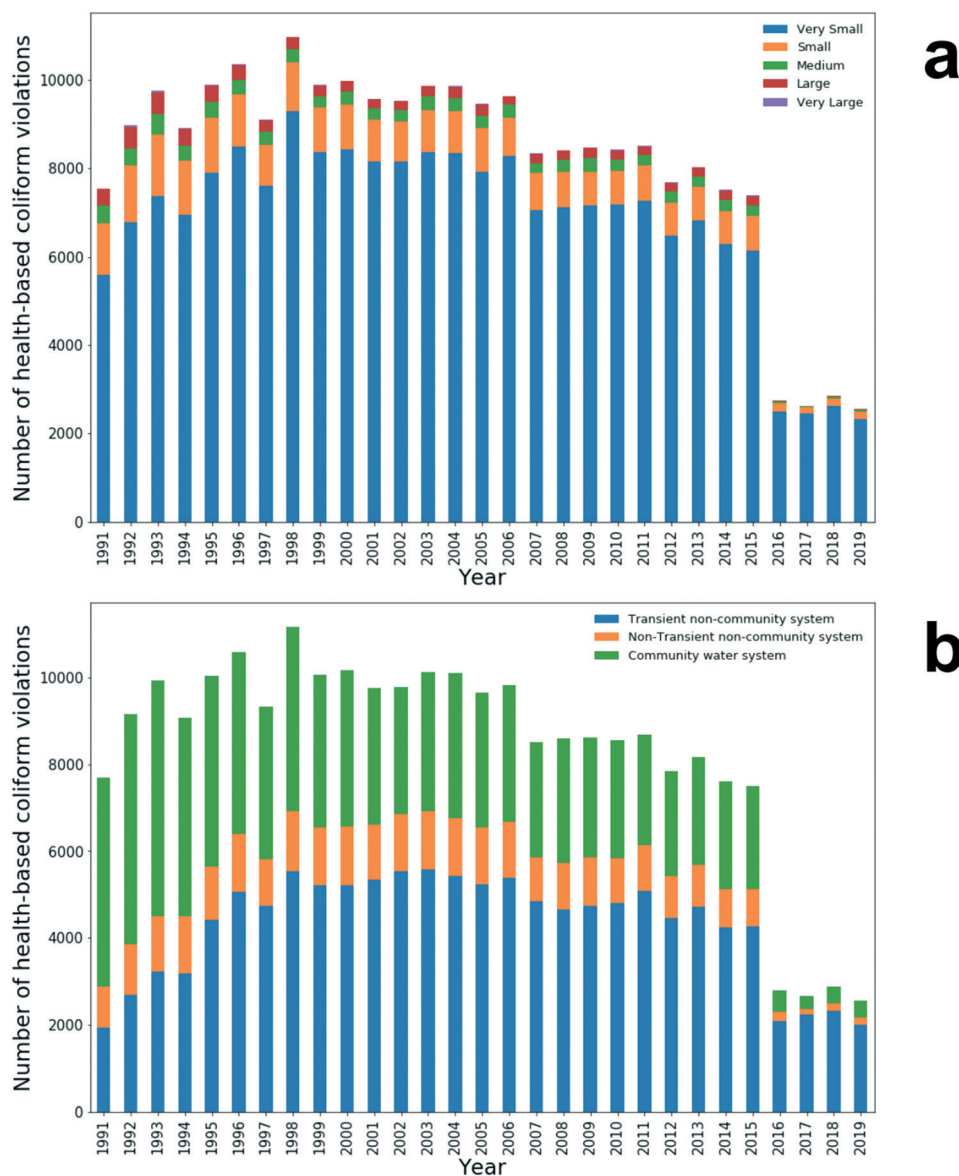 a
Very Small
Small
Medium
Large
Very Large
Number of health-based coliform violations
10000
8000
6000
4000
2000
0
1991 1992 1993 1994 1995 1996 1997 1998 1999 2000 2001 2002 2003 2004 2005 2006 2007 2008 2009 2010 2011 2012 2013 2014 2015 2016 2017 2018 2019
Year
b
Transient non-community system
Non-Transient non-community system
Community water system
Number of health-based coliform violations
10000
8000
6000
4000
2000
0
1991 1992 1993 1994 1995 1996 1997 1998 1999 2000 2001 2002 2003 2004 2005 2006 2007 2008 2009 2010 2011 2012 2013 2014 2015 2016 2017 2018 2019
Year